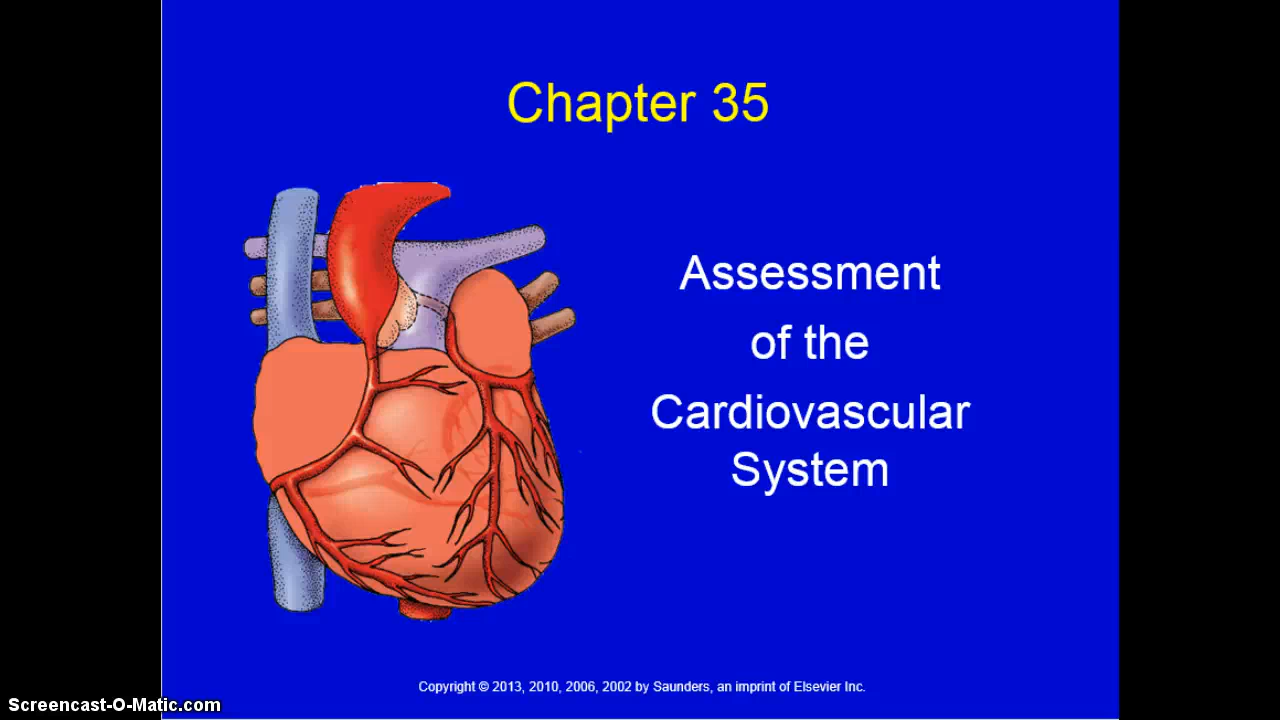 Chapter 35
Assessment
of the
Cardiovascular
System
Copyright © 2013, 2010, 2006, 2002 by Saunders, an imprint of Elsevier Inc.
Screencast-O-Matic.com